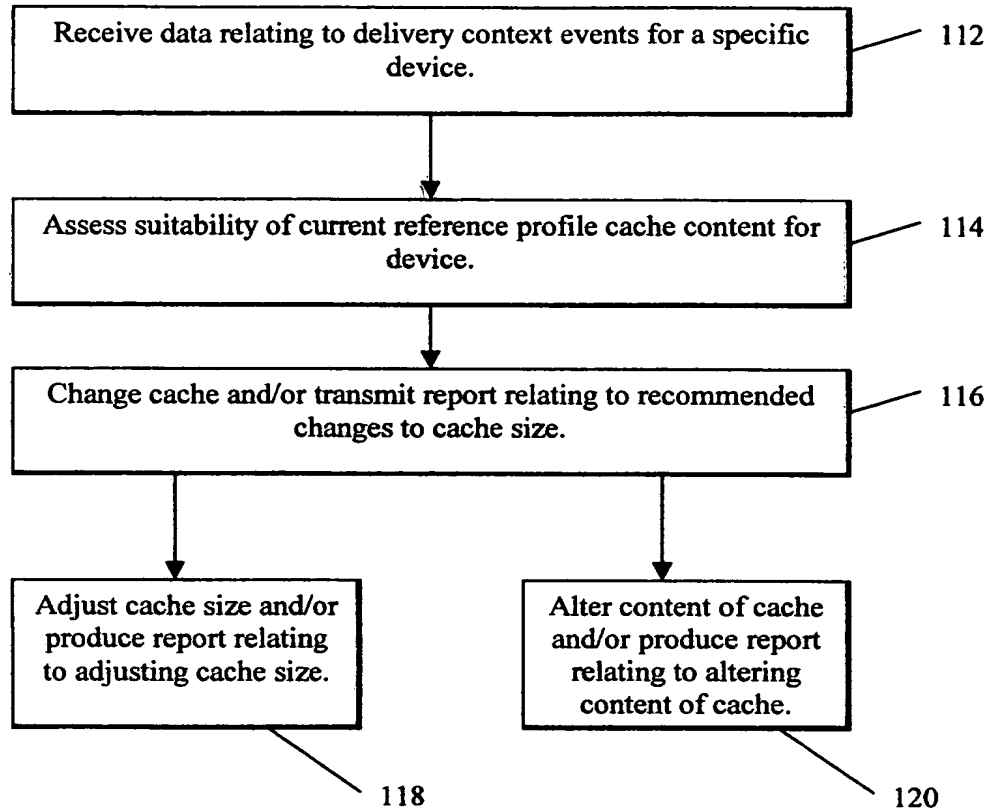 Receive data relating to delivery context events for a specific
device.
112
Assess suitability of current reference profile cache content for
device.
114
Change cache and/or transmit report relating to recommended
changes to cache size.
116
Adjust cache size and/or
produce report relating
to adjusting cache size.
118
Alter content of cache
and/or produce report
relating to altering
content of cache.
120